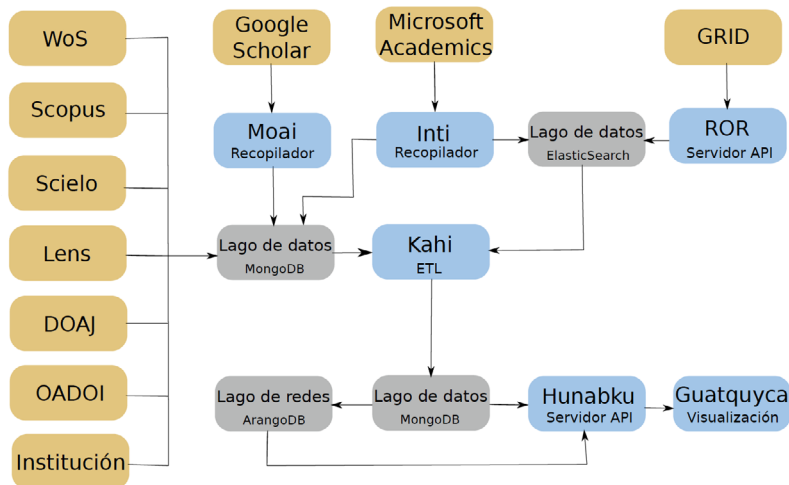 WoS
Scopus
Scielo
Lens
DOAJ
OADOI
Institución
Google
Scholar
Microsoft
Academics
GRID
Moai
Recopilador
Inti
Recopilador
Lago de datos
ElasticSearch
ROR
Servidor API
Lago de datos
MongoDB
Kahi
ETL
Lago de redes
ArangoDB
Lago de datos
MongoDB
Hunabku
Servidor API
Guatquyca
Visualización